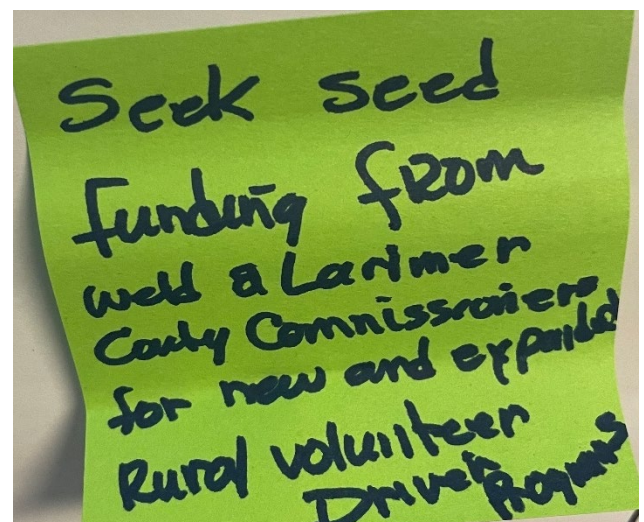 Seek seed
funding from
Weld & Larimer
County Commissioners
for new and expanded
Rural volunteer
Driver Programs